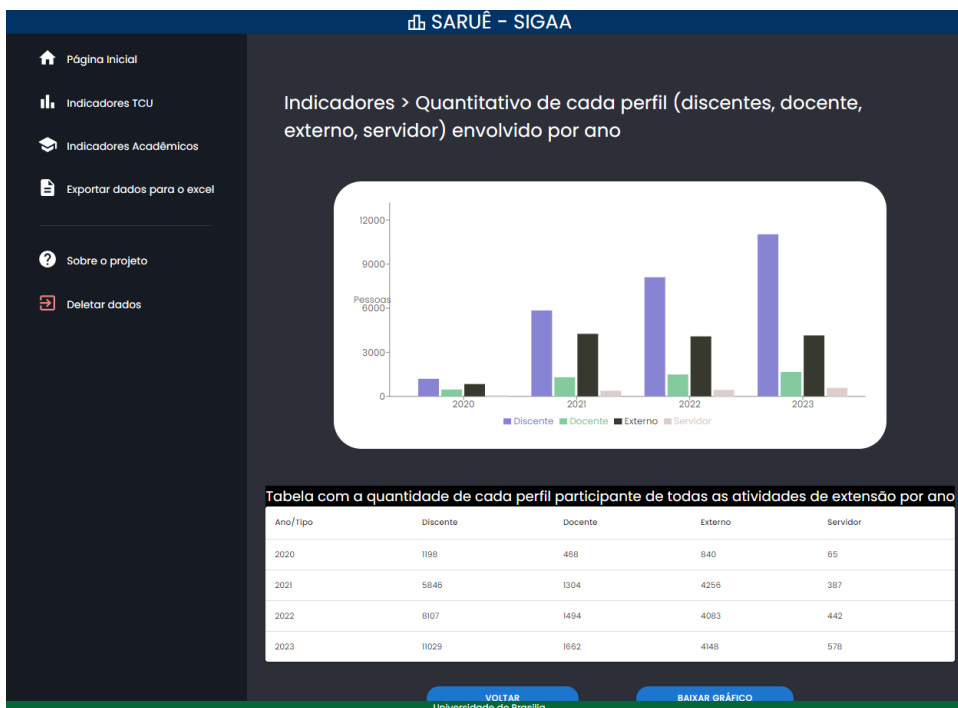 SARUÊ - SIGAA
Página Inicial
Indicadores TCU
Indicadores Acadêmicos
Exportar dados para o excel
Sobre o projeto
Deletar dados
Indicadores > Quantitativo de cada perfil (discentes, docente,
externo, servidor) envolvido por ano
12000
9000
Pessoas
6000
3000
0
2020 2021 2022 2023
Discente Docente Externo Servidor
Tabela com a quantidade de cada perfil participante de todas as atividades de extensão por ano
Ano/Tipo Discente Docente Externo Servidor
2020 1198 468 840 65
2021 5846 1304 4256 387
2022 8107 1494 4083 442
2023 11029 1662 4148 578
VOLTAR BAIXAR GRÁFICO
Universidade de Brasília